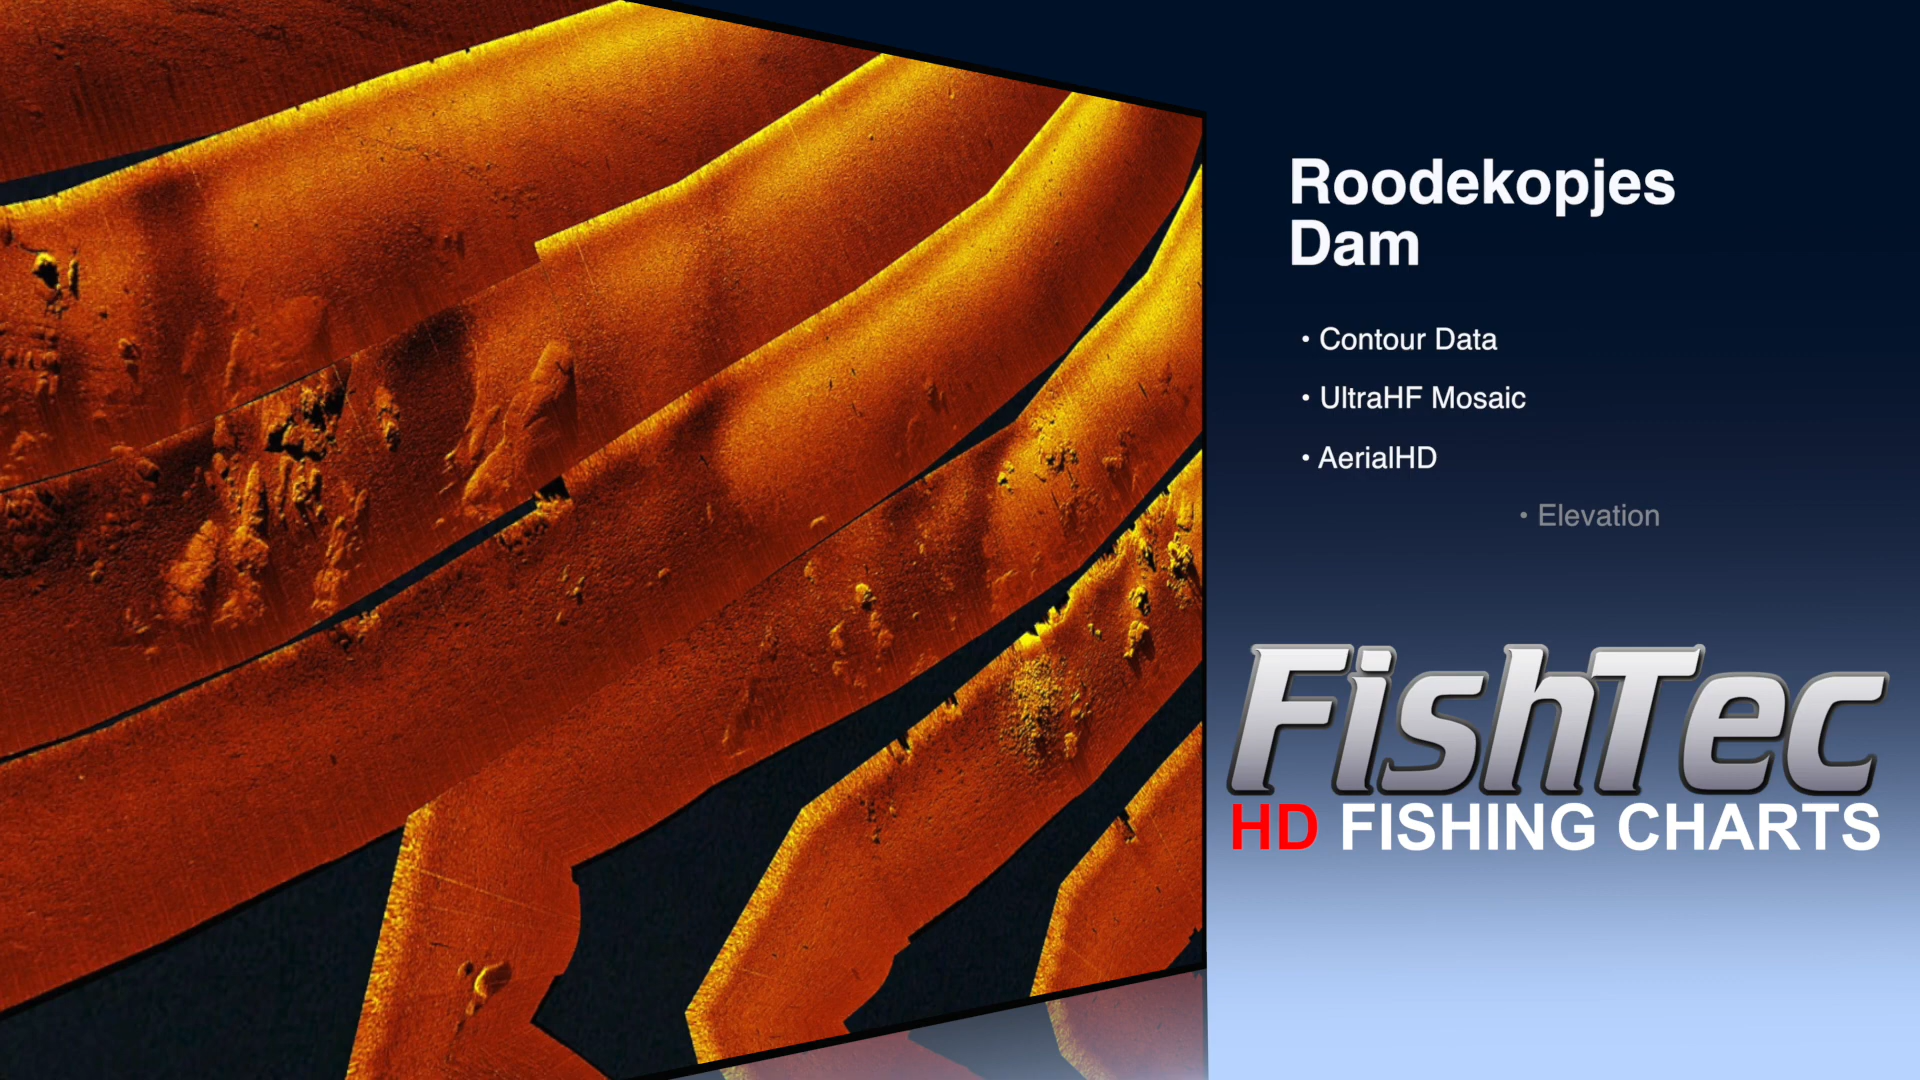 Roodekopjes
Dam
• Contour Data
• UltraHF Mosaic
• AerialHD
• Elevation
FishTec
HD FISHING CHARTS